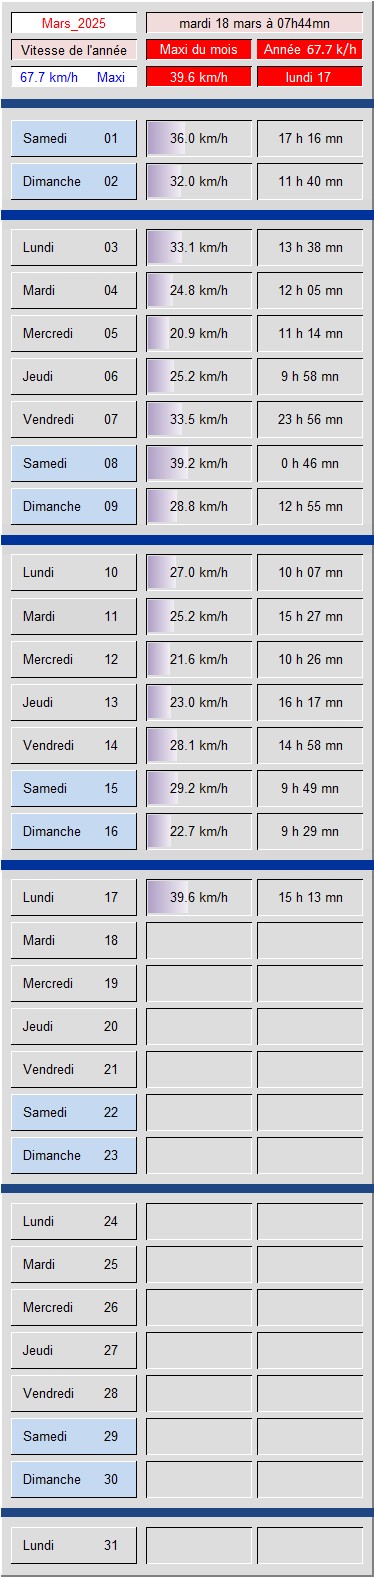 Mars_2025 mardi 18 mars à 07h44mn
Vitesse de l'année Maxi du mois Année 67.7 k/h
67.7 km/h Maxi 39.6 km/h lundi 17
Samedi 01 36.0 km/h 17 h 16 mn
Dimanche 02 32.0 km/h 11 h 40 mn
Lundi 03 33.1 km/h 13 h 38 mn
Mardi 04 24.8 km/h 12 h 05 mn
Mercredi 05 20.9 km/h 11 h 14 mn
Jeudi 06 25.2 km/h 9 h 58 mn
Vendredi 07 33.5 km/h 23 h 56 mn
Samedi 08 39.2 km/h 0 h 46 mn
Dimanche 09 28.8 km/h 12 h 55 mn
Lundi 10 27.0 km/h 10 h 07 mn
Mardi 11 25.2 km/h 15 h 27 mn
Mercredi 12 21.6 km/h 10 h 26 mn
Jeudi 13 23.0 km/h 16 h 17 mn
Vendredi 14 28.1 km/h 14 h 58 mn
Samedi 15 29.2 km/h 9 h 49 mn
Dimanche 16 22.7 km/h 9 h 29 mn
Lundi 17 39.6 km/h 15 h 13 mn
Mardi 18
Mercredi 19
Jeudi 20
Vendredi 21
Samedi 22
Dimanche 23
Lundi 24
Mardi 25
Mercredi 26
Jeudi 27
Vendredi 28
Samedi 29
Dimanche 30
Lundi 31